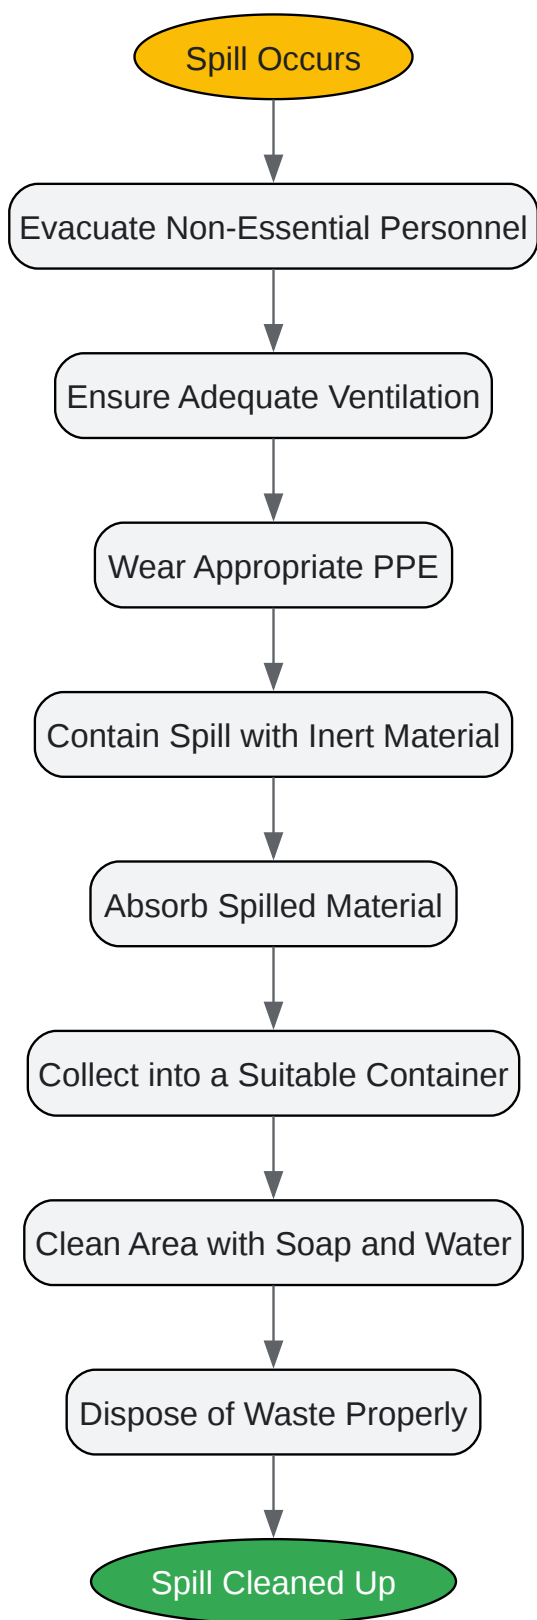 Spill Occurs
Evacuate Non-Essential Personnel
Ensure Adequate Ventilation
Wear Appropriate PPE
Contain Spill with Inert Material
Absorb Spilled Material
Collect into a Suitable Container
Clean Area with Soap and Water
Dispose of Waste Properly
Spill Cleaned Up